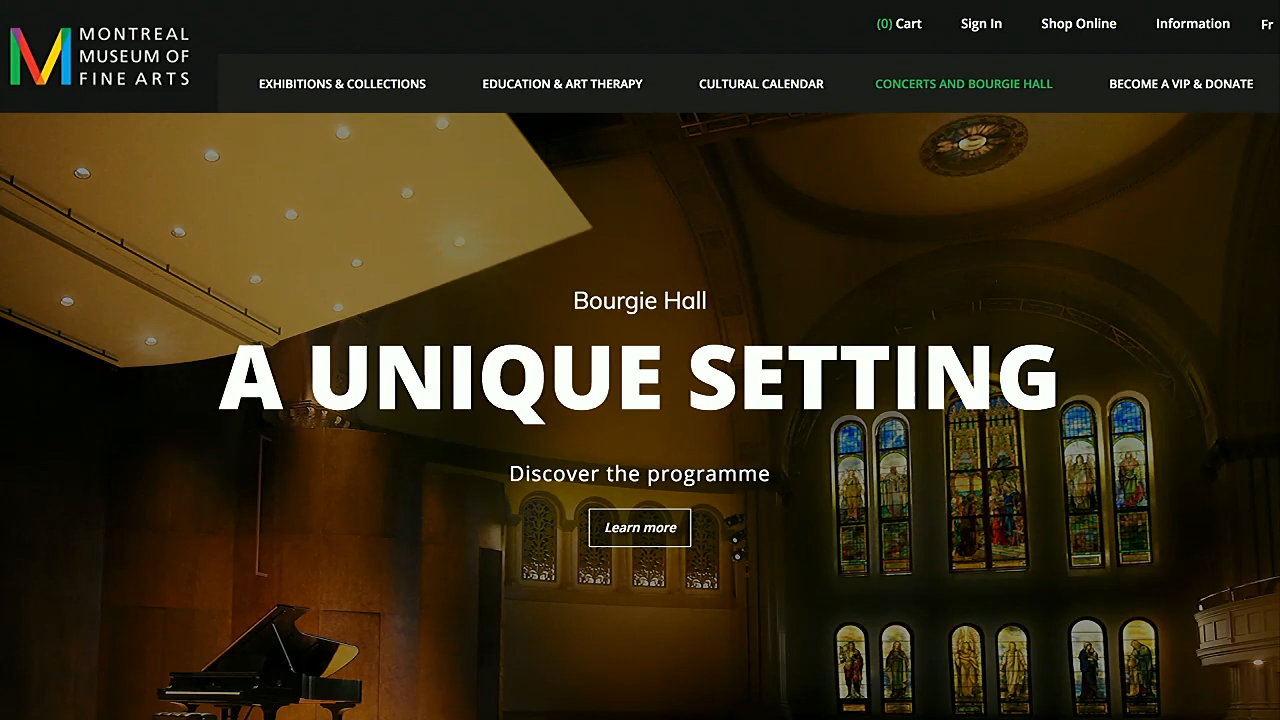 MONTREAL
MUSEUM OF
FINE ARTS
(0) Cart Sign In Shop Online Information Fr
EXHIBITIONS & COLLECTIONS EDUCATION & ART THERAPY CULTURAL CALENDAR CONCERTS AND BOURGIE HALL BECOME A VIP & DONATE
Bourgie Hall
A UNIQUE SETTING
Discover the programme
Learn more